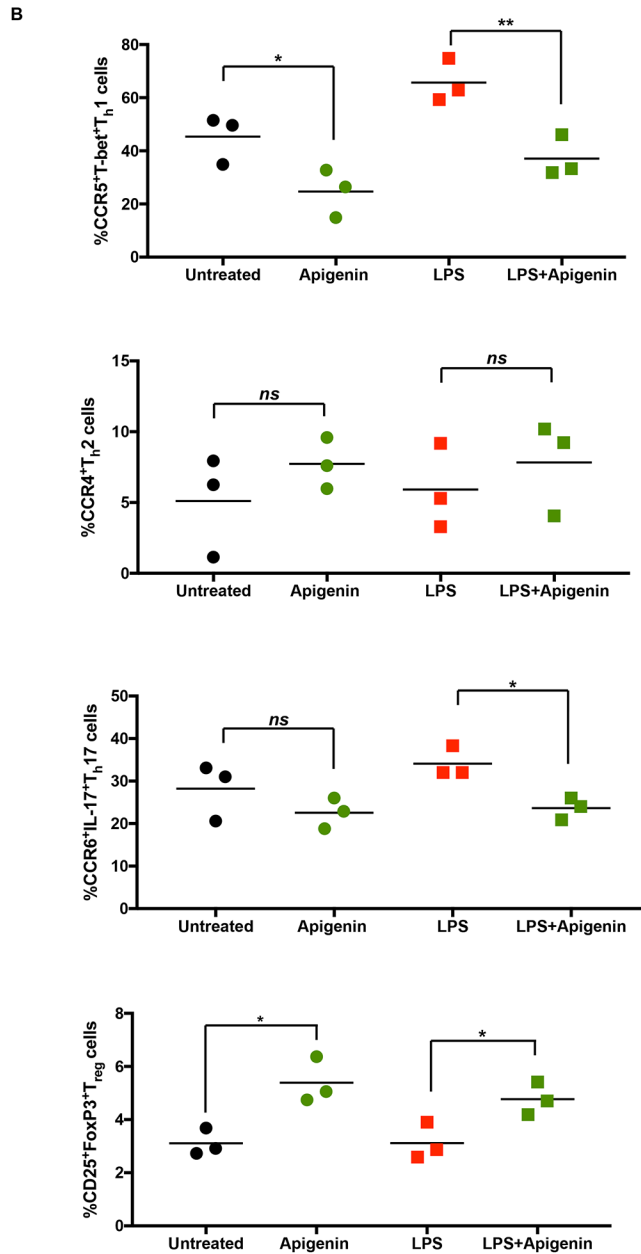 B
%CCR5⁺T-bet⁺Tₕ1 cells
80
60
40
20
0
*
**
Untreated Apigenin LPS LPS+Apigenin
%CCR4⁺Tₕ2 cells
15
10
5
0
ns
ns
Untreated Apigenin LPS LPS+Apigenin
%CCR6⁺IL-17⁺Tₕ17 cells
50
40
30
20
10
0
ns
*
Untreated Apigenin LPS LPS+Apigenin
%CD25⁺FoxP3⁺T_reg cells
8
6
4
2
0
*
*
Untreated Apigenin LPS LPS+Apigenin